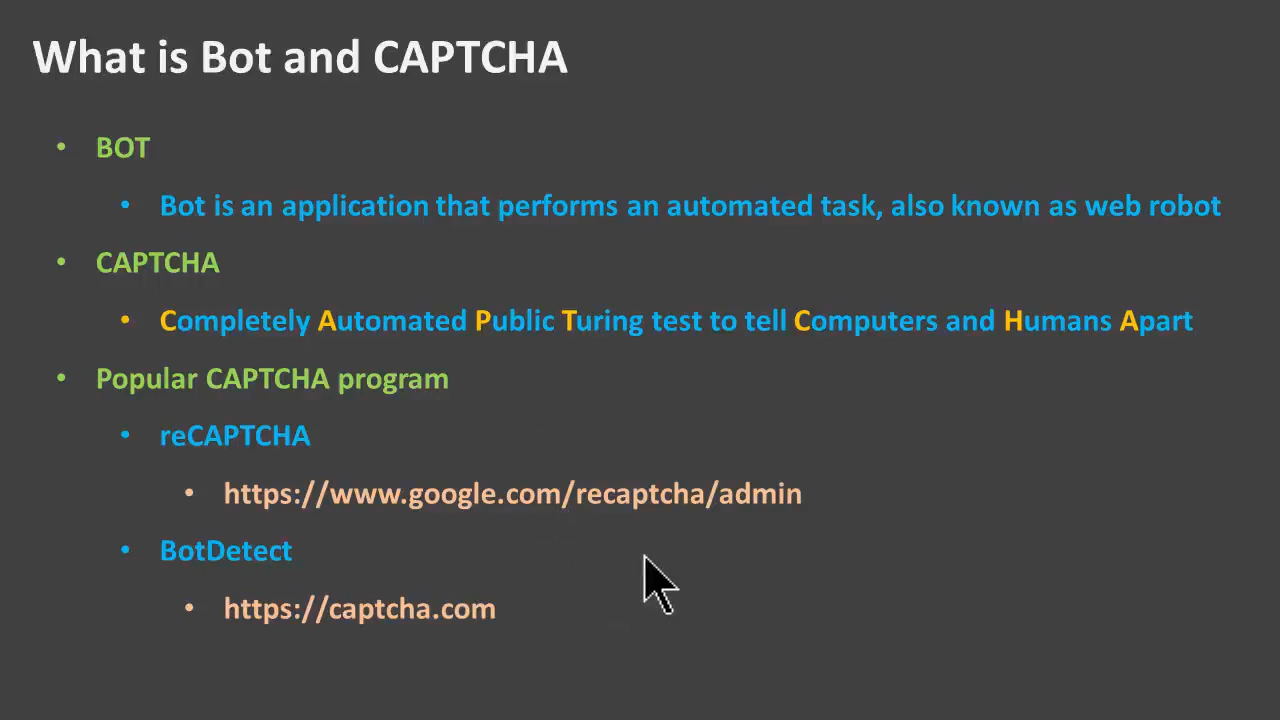 What is Bot and CAPTCHA
• BOT
• Bot is an application that performs an automated task, also known as web robot
• CAPTCHA
• Completely Automated Public Turing test to tell Computers and Humans Apart
• Popular CAPTCHA program
• reCAPTCHA
• https://www.google.com/recaptcha/admin
• BotDetect
• https://captcha.com